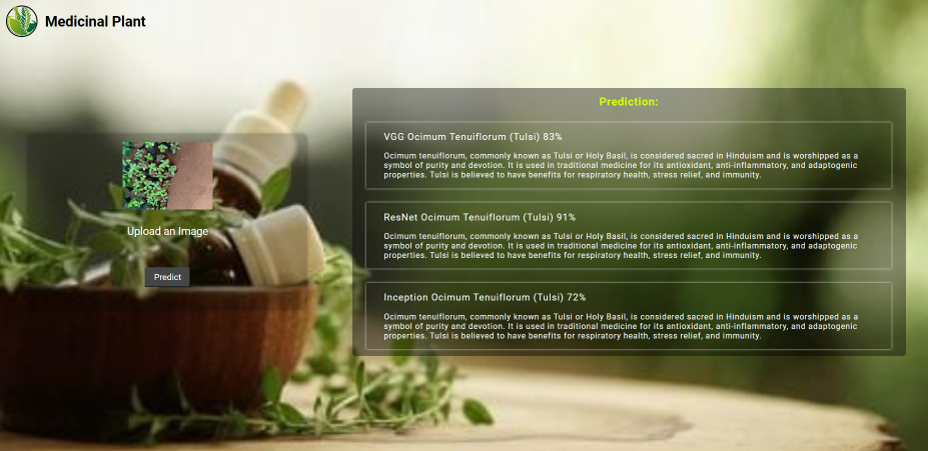 Medicinal Plant
Upload an Image
Predict
Prediction:
VGG Ocimum Tenuiflorum (Tulsi) 83%
Ocimum tenuiflorum, commonly known as Tulsi or Holy Basil, is considered sacred in Hinduism and is worshipped as a
symbol of purity and devotion. It is used in traditional medicine for its antioxidant, anti-inflammatory, and adaptogenic
properties. Tulsi is believed to have benefits for respiratory health, stress relief, and immunity.
ResNet Ocimum Tenuiflorum (Tulsi) 91%
Ocimum tenuiflorum, commonly known as Tulsi or Holy Basil, is considered sacred in Hinduism and is worshipped as a
symbol of purity and devotion. It is used in traditional medicine for its antioxidant, anti-inflammatory, and adaptogenic
properties. Tulsi is believed to have benefits for respiratory health, stress relief, and immunity.
Inception Ocimum Tenuiflorum (Tulsi) 72%
Ocimum tenuiflorum, commonly known as Tulsi or Holy Basil, is considered sacred in Hinduism and is worshipped as a
symbol of purity and devotion. It is used in traditional medicine for its antioxidant, anti-inflammatory, and adaptogenic
properties. Tulsi is believed to have benefits for respiratory health, stress relief, and immunity.